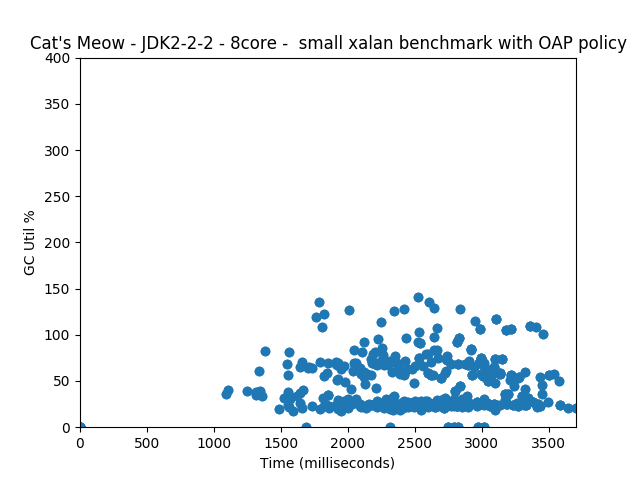 Cat's Meow - JDK2-2-2 - 8core -  small xalan benchmark with OAP policy
400
350
300
250
200
150
100
50
0
GC Util %
0 500 1000 1500 2000 2500 3000 3500
Time (milliseconds)